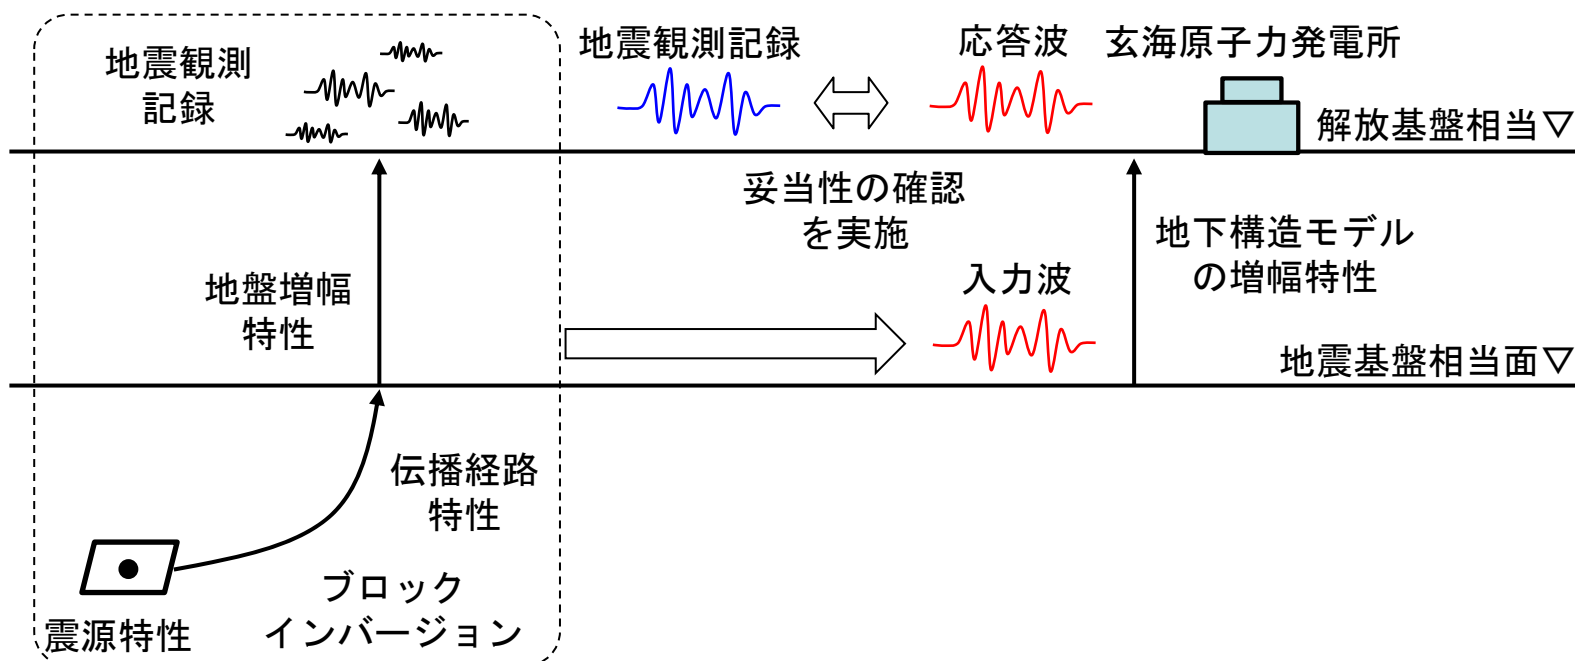 地震観測
記録
地震観測記録
応答波
玄海原子力発電所
解放基盤相当▽
妥当性の確認
を実施
地下構造モデル
の増幅特性
地盤増幅
特性
入力波
地震基盤相当面▽
伝播経路
特性
ブロック
インバージョン
震源特性